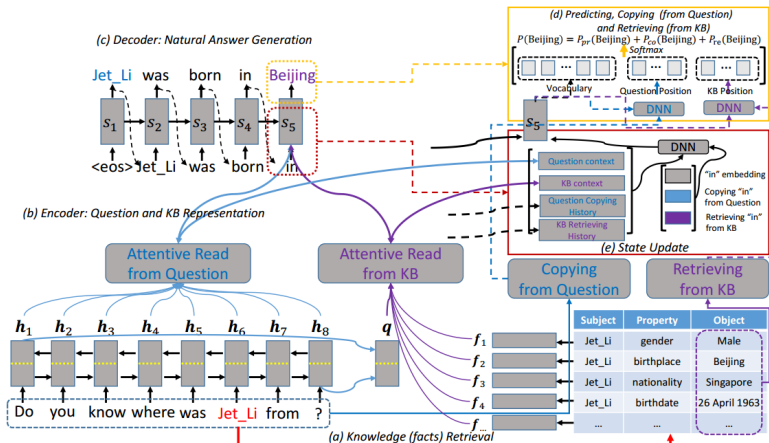 (c) Decoder: Natural Answer Generation
Jet_Li was born in Beijing
s1 s2 s3 s4 s5
<eos> Jet_Li was born in
(d) Predicting, Copying (from Question)
and Retrieving (from KB)
P(Beijing) = Ppr(Beijing) + Pco(Beijing) + Pre(Beijing)
Softmax
... ... ...
Vocabulary Question Position KB Position
DNN DNN
s5
DNN
Question context
KB context
Question Copying
History
KB Retrieving
History
"in" embedding
Copying "in"
from Question
Retrieving "in"
from KB
(e) State Update
(b) Encoder: Question and KB Representation
Attentive Read
from Question
Attentive Read
from KB
Copying
from Question
Retrieving
from KB
h1 h2 h3 h4 h5 h6 h7 h8 q
f1
f2
f3
f4
f...
Subject Property Object
Jet_Li gender Male
Jet_Li birthplace Beijing
Jet_Li nationality Singapore
Jet_Li birthdate 26 April 1963
... ... ...
Do you know where was Jet_Li from ?
(a) Knowledge (facts) Retrieval